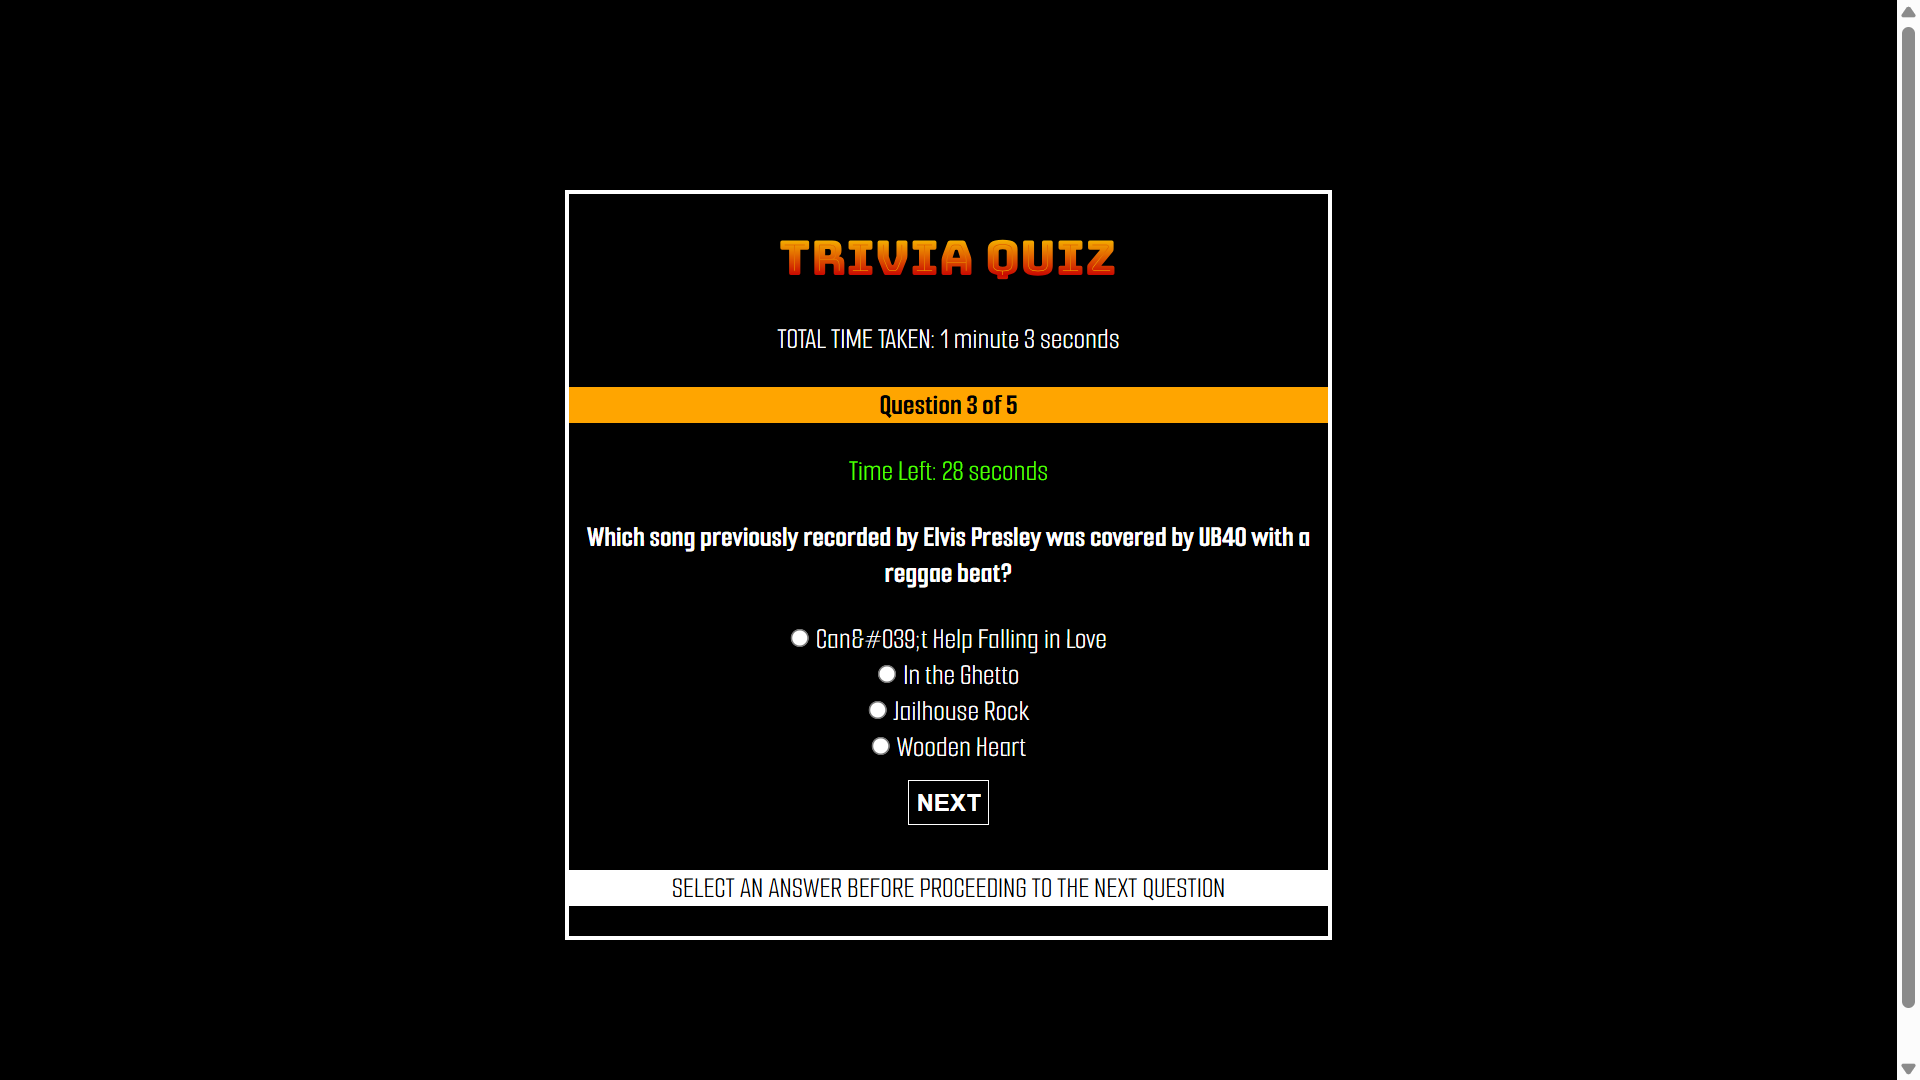 TRIVIA QUIZ
TOTAL TIME TAKEN: 1 minute 3 seconds
Question 3 of 5
Time Left: 28 seconds
Which song previously recorded by Elvis Presley was covered by UB40 with a
reggae beat?
Can&#039;t Help Falling in Love
In the Ghetto
Jailhouse Rock
Wooden Heart
NEXT
SELECT AN ANSWER BEFORE PROCEEDING TO THE NEXT QUESTION